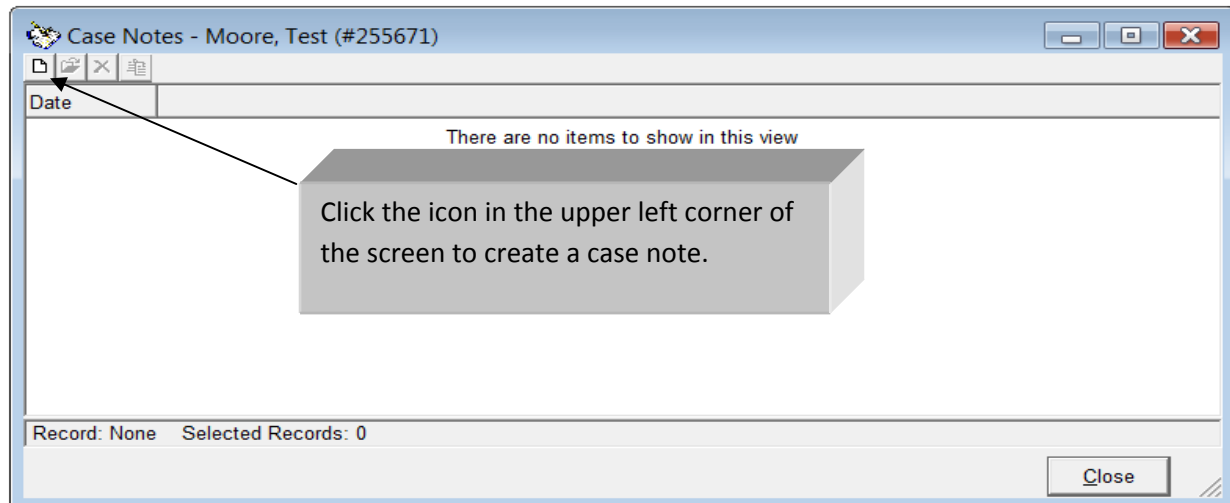 Case Notes - Moore, Test (#255671)
Date
There are no items to show in this view
Click the icon in the upper left corner of
the screen to create a case note.
Record: None Selected Records: 0
Close